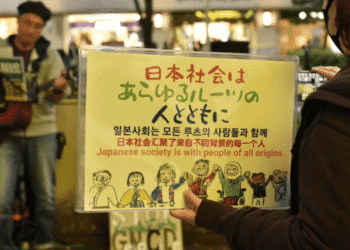 日本社会は
あらゆるルーツの
人とともに
일본사회는 모든 루츠의 사람들과 함께
日本社会汇聚了来自不同背景的每一个人
Japanese society is with people of all origins